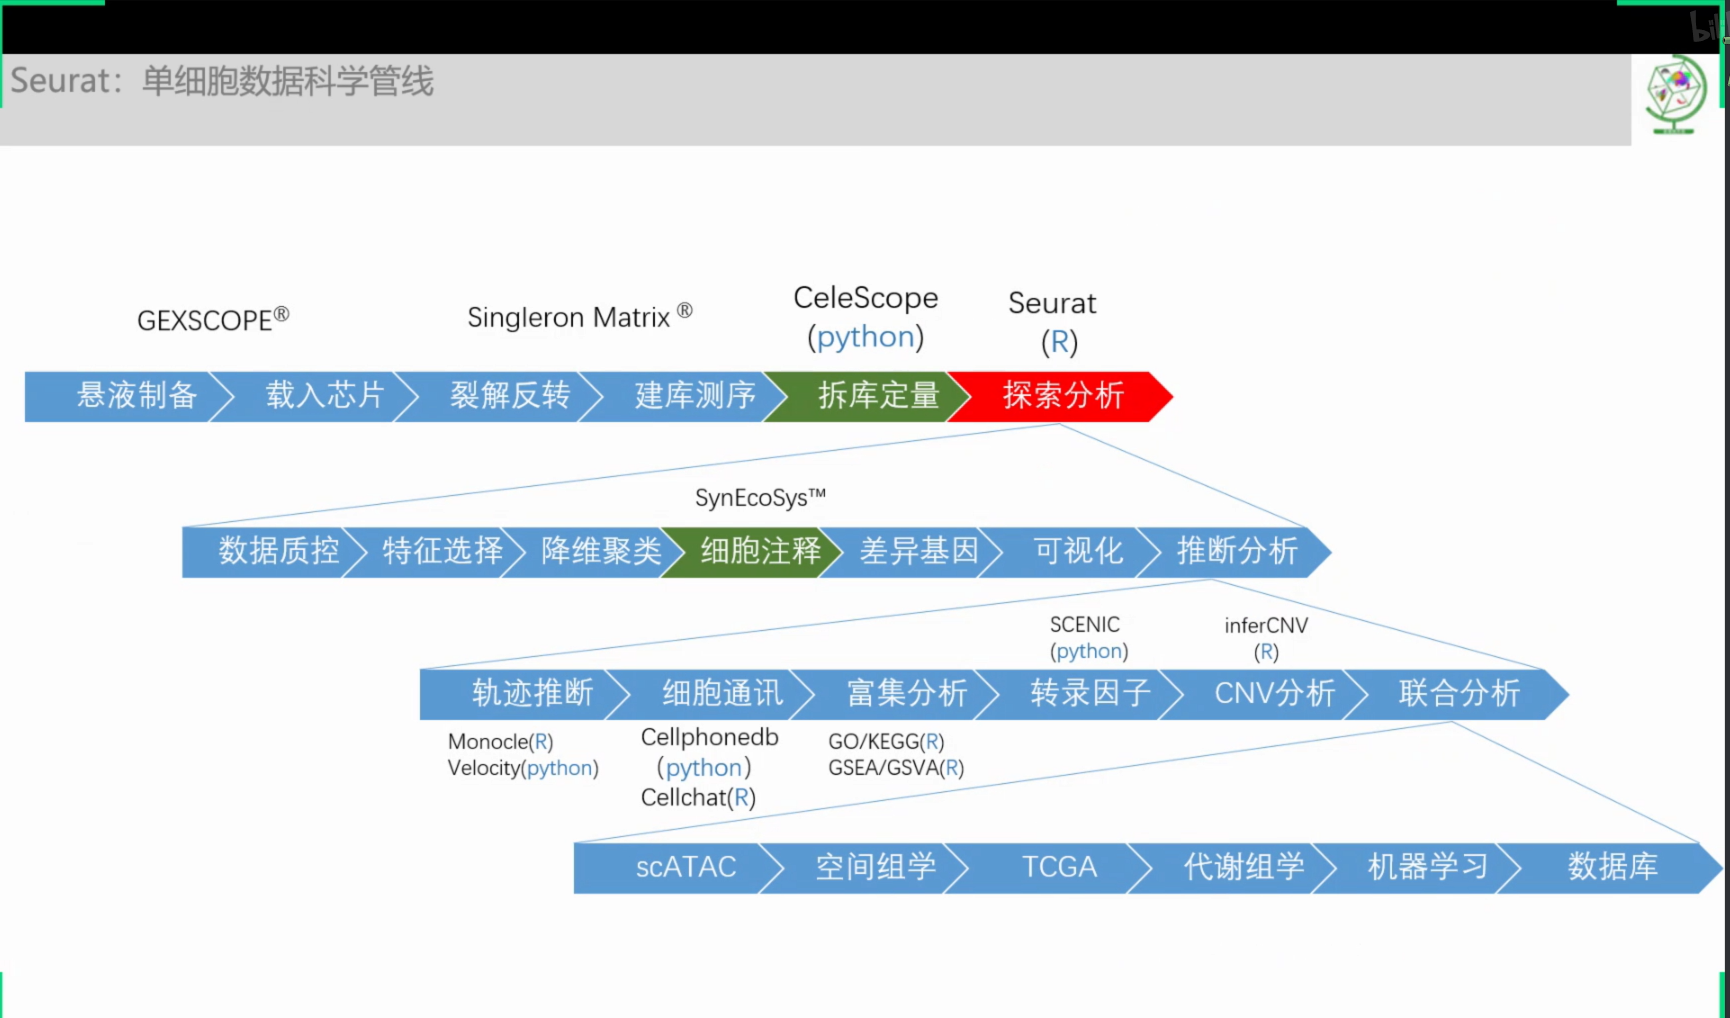 Seurat：单细胞数据科学管线
GEXSCOPE®
Singleron Matrix ®
CeleScope
(python)
Seurat
(R)
悬液制备
载入芯片
裂解反转
建库测序
拆库定量
探索分析
SynEcoSys™
数据质控
特征选择
降维聚类
细胞注释
差异基因
可视化
推断分析
SCENIC
(python)
inferCNV
(R)
轨迹推断
细胞通讯
富集分析
转录因子
CNV分析
联合分析
Monocle(R)
Velocity(python)
Cellphonedb
(python)
Cellchat(R)
GO/KEGG(R)
GSEA/GSVA(R)
scATAC
空间组学
TCGA
代谢组学
机器学习
数据库